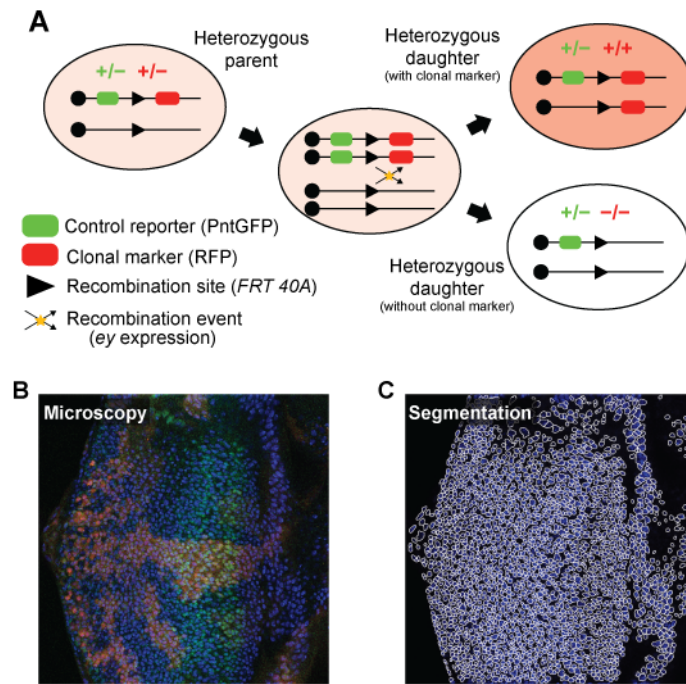 A
Heterozygous
parent
+/− +/−
Heterozygous
daughter
(with clonal marker)
+/− +/+
Control reporter (PntGFP)
Clonal marker (RFP)
Recombination site (FRT 40A)
Recombination event
(ey expression)
Heterozygous
daughter
(without clonal marker)
+/− −/−
B
Microscopy
C
Segmentation